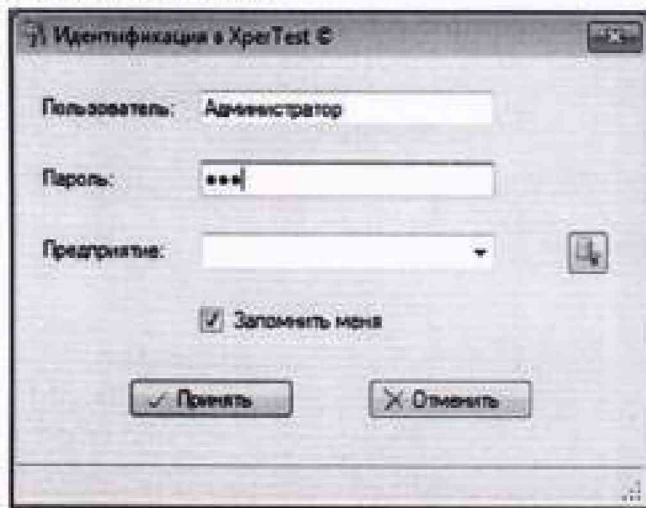 Идентификация в XperTest ©
Пользователь: Администратор
Пароль: •••
Предприятие:
Запомнить меня
Принять
Отменить